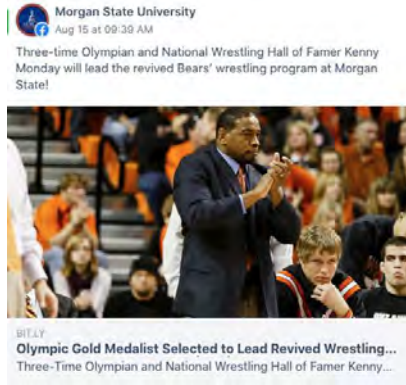 Morgan State University
Aug 15 at 09:39 AM
Three-time Olympian and National Wrestling Hall of Famer Kenny
Monday will lead the revived Bears' wrestling program at Morgan
State!
BIT.LY
Olympic Gold Medalist Selected to Lead Revived Wrestling...
Three-Time Olympian and National Wrestling Hall of Famer Kenny...